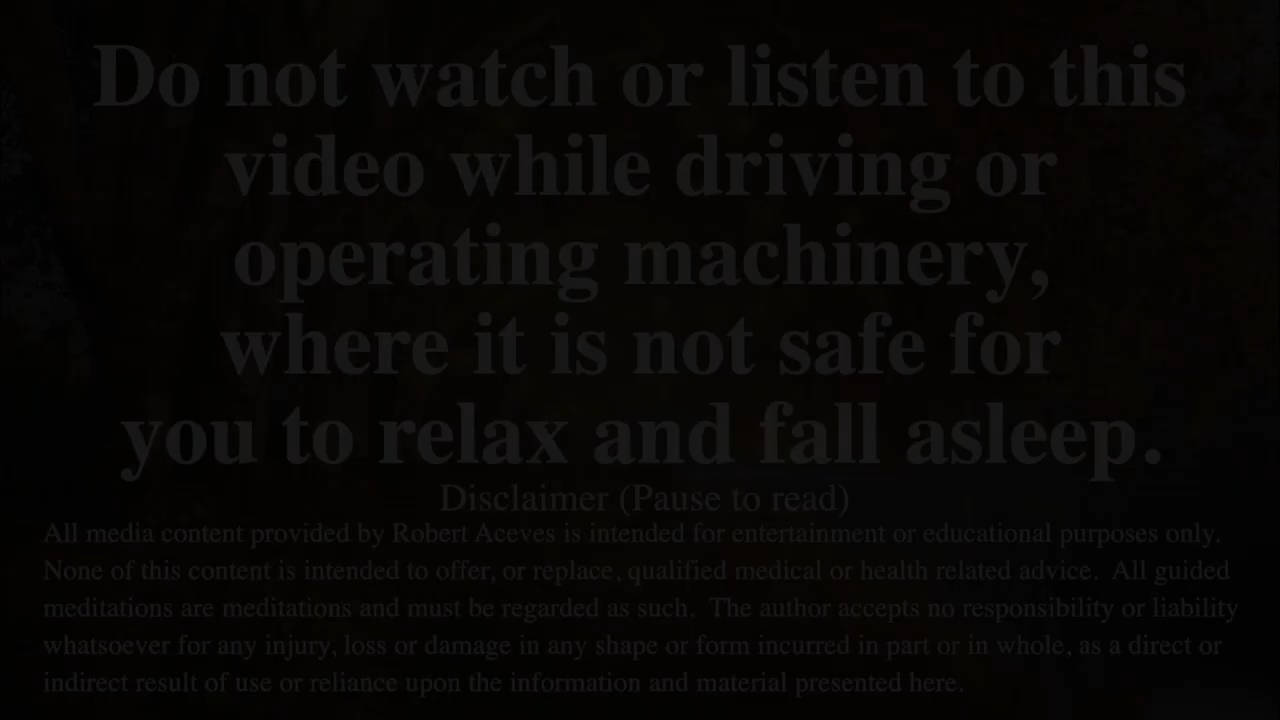 Do not watch or listen to this
video while driving or
operating machinery,
where it is not safe for
you to relax and fall asleep.
Disclaimer (Pause to read)
All media content provided by Robert Aceves is intended for entertainment or educational purposes only.
None of this content is intended to offer, or replace, qualified medical or health related advice.  All guided
meditations are meditations and must be regarded as such.  The author accepts no responsibility or liability
whatsoever for any injury, loss or damage in any shape or form incurred in part or in whole, as a direct or
indirect result of use or reliance upon the information and material presented here.